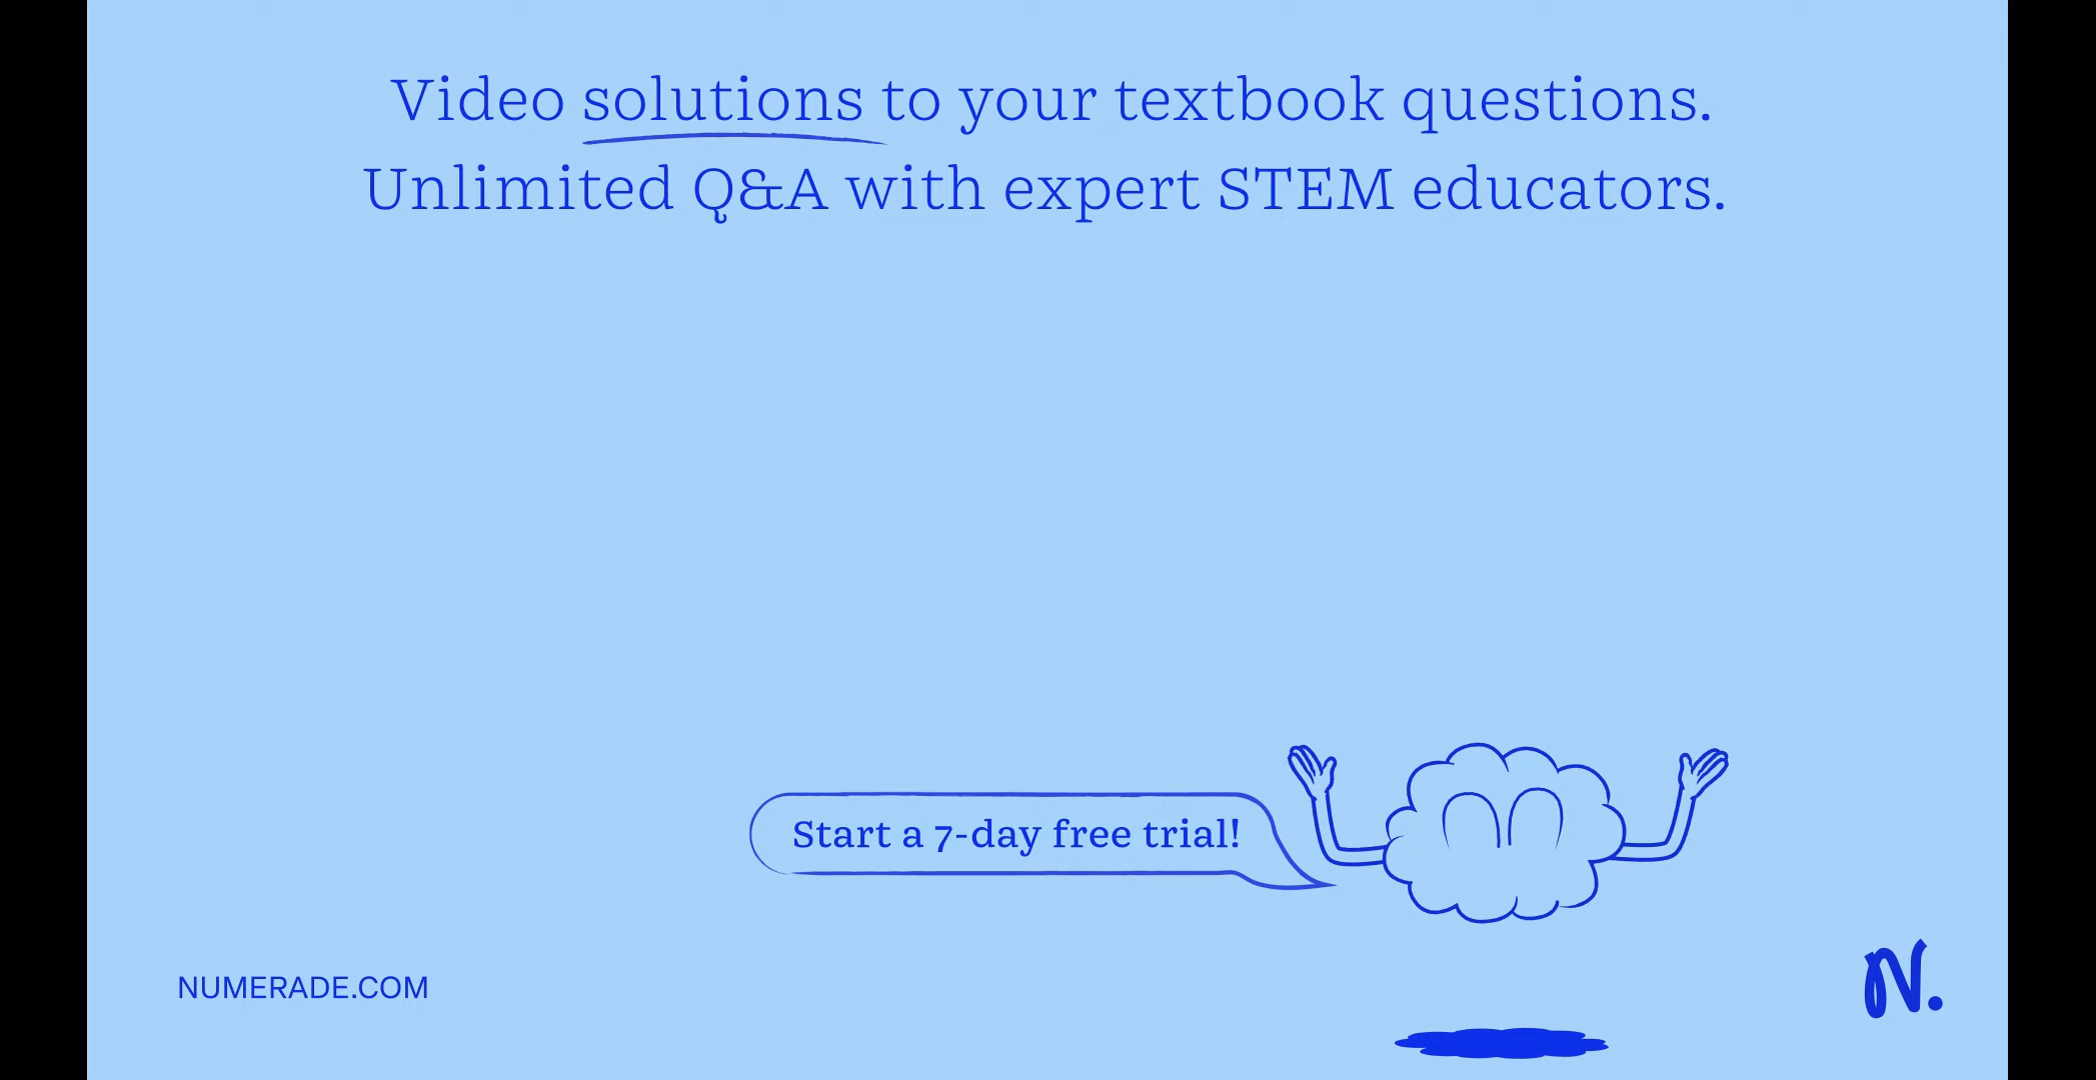 Video solutions to your textbook questions.
Unlimited Q&A with expert STEM educators.
Start a 7-day free trial!
NUMERADE.COM
N.